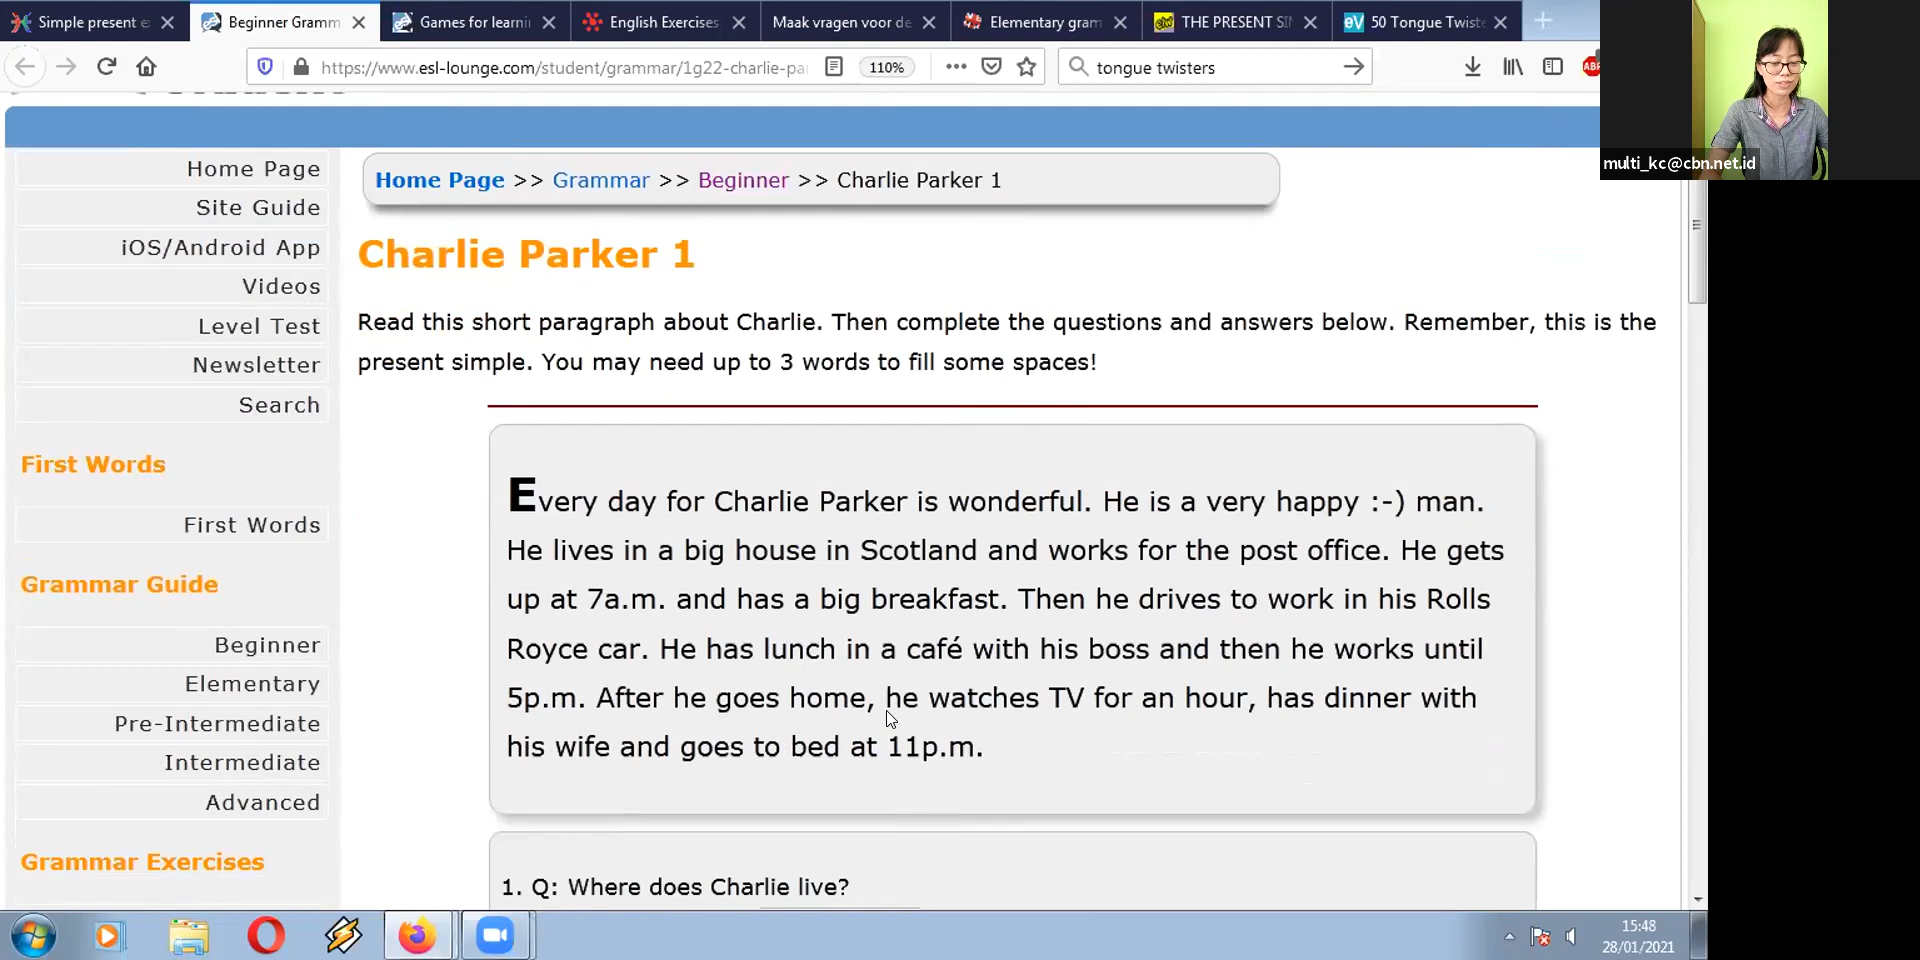 Simple present e
Beginner Gramm
Games for learni
English Exercises
Maak vragen voor de
Elementary gram
THE PRESENT SI
50 Tongue Twiste
https://www.esl-lounge.com/student/grammar/1g22-charlie-pa
110%
tongue twisters
multi_kc@cbn.net.id
Home Page
Site Guide
iOS/Android App
Videos
Level Test
Newsletter
Search
First Words
First Words
Grammar Guide
Beginner
Elementary
Pre-Intermediate
Intermediate
Advanced
Grammar Exercises
Home Page >> Grammar >> Beginner >> Charlie Parker 1
Charlie Parker 1
Read this short paragraph about Charlie. Then complete the questions and answers below. Remember, this is the
present simple. You may need up to 3 words to fill some spaces!
Every day for Charlie Parker is wonderful. He is a very happy :-) man.
He lives in a big house in Scotland and works for the post office. He gets
up at 7a.m. and has a big breakfast. Then he drives to work in his Rolls
Royce car. He has lunch in a café with his boss and then he works until
5p.m. After he goes home, he watches TV for an hour, has dinner with
his wife and goes to bed at 11p.m.
1. Q: Where does Charlie live?
15:48
28/01/2021